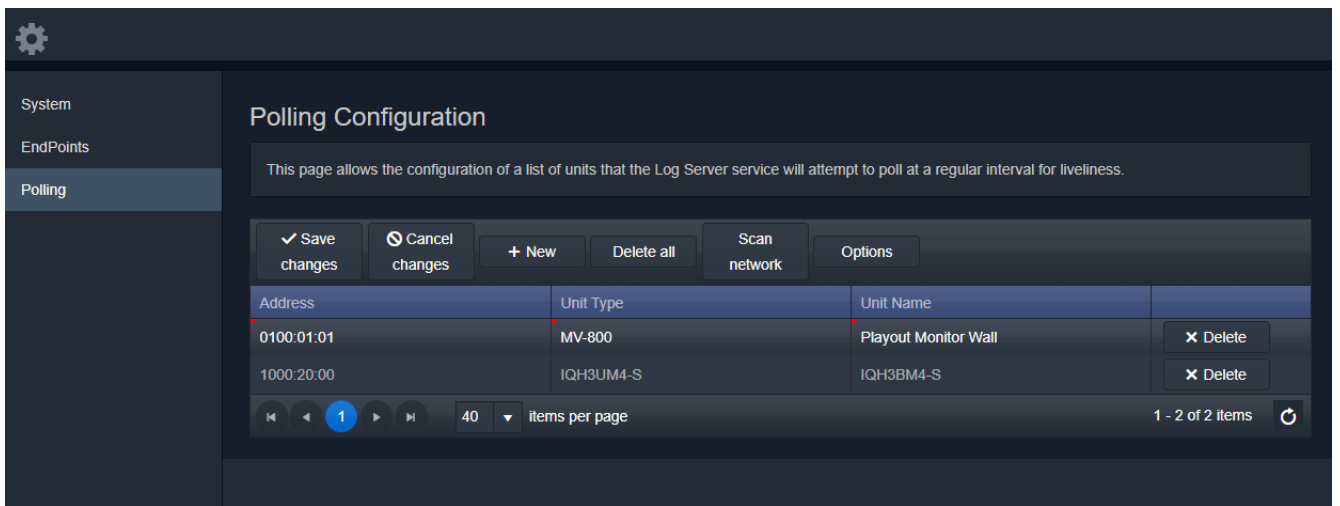 System
EndPoints
Polling
Polling Configuration
This page allows the configuration of a list of units that the Log Server service will attempt to poll at a regular interval for liveliness.
Save changes Cancel changes + New Delete all Scan network Options
Address Unit Type Unit Name
0100:01:01 MV-800 Playout Monitor Wall Delete
1000:20:00 IQH3UM4-S IQH3BM4-S Delete
1 40 items per page 1 - 2 of 2 items